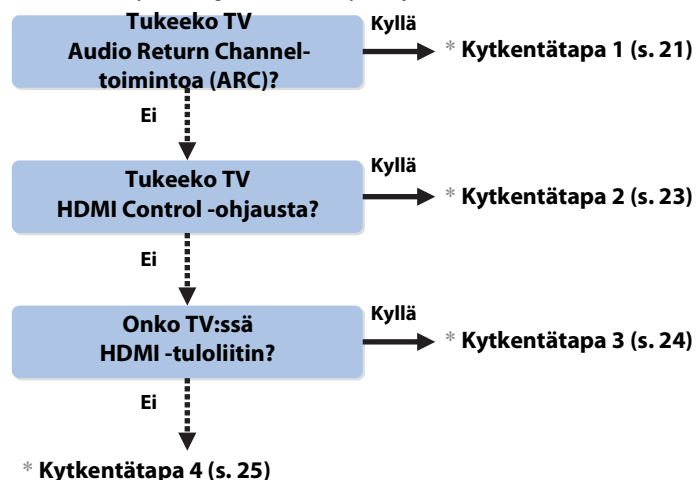 Tukeeko TV
Audio Return Channel-
toimintoa (ARC)?
Kyllä
* Kytkentätapa 1 (s. 21)
Ei
Tukeeko TV
HDMI Control -ohjausta?
Kyllä
* Kytkentätapa 2 (s. 23)
Ei
Onko TV:ssä
HDMI -tuloliitin?
Kyllä
* Kytkentätapa 3 (s. 24)
Ei
* Kytkentätapa 4 (s. 25)